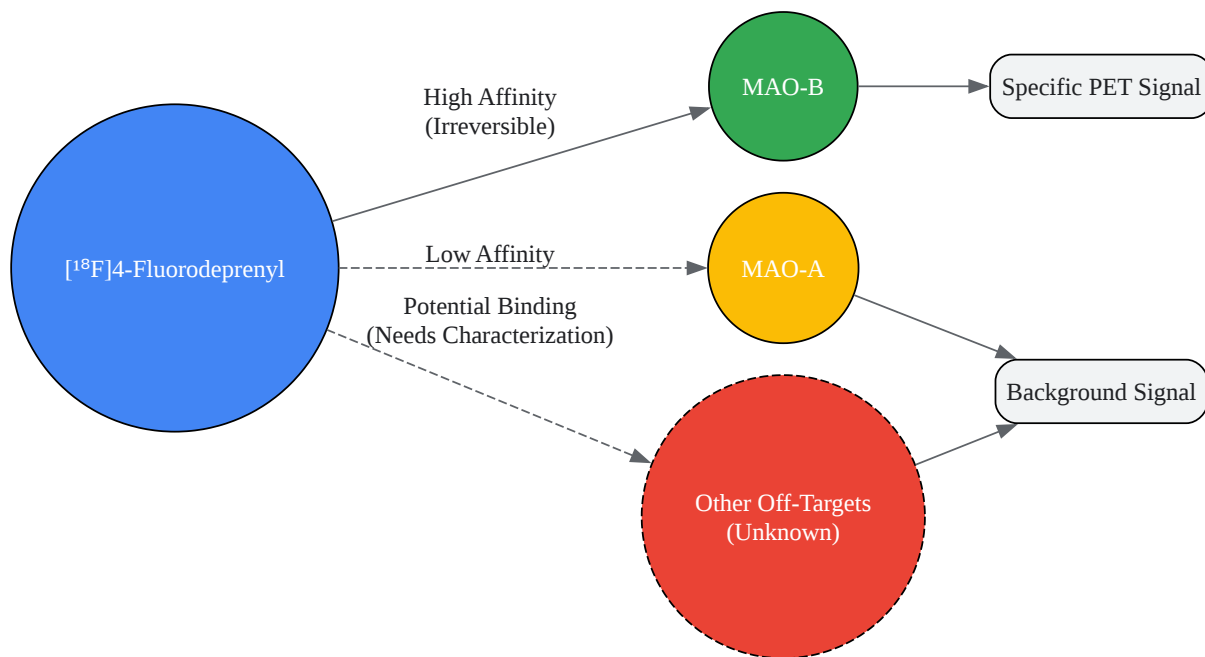 [¹⁸F]4-Fluorodeprenyl
High Affinity
(Irreversible)
MAO-B
Specific PET Signal
Low Affinity
MAO-A
Potential Binding
(Needs Characterization)
Background Signal
Other Off-Targets
(Unknown)